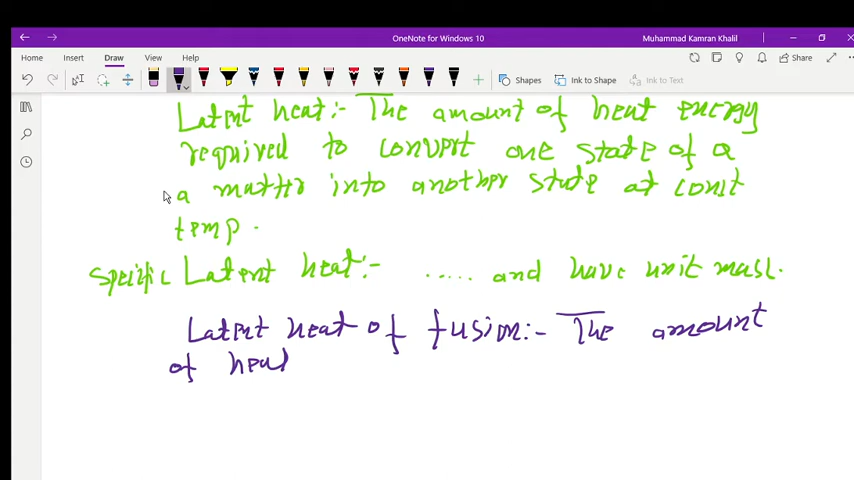 OneNote for Windows 10
Muhammad Kamran Khalil
Home Insert Draw View Help
Share
Shapes Ink to Shape Ink to Text
Latent heat:- The amount of heat energy
required to convert one state of a
a matter into another state at const
temp.
Specific Latent heat:- ..... and have unit mass.
Latent heat of fusion:- The amount
of heat